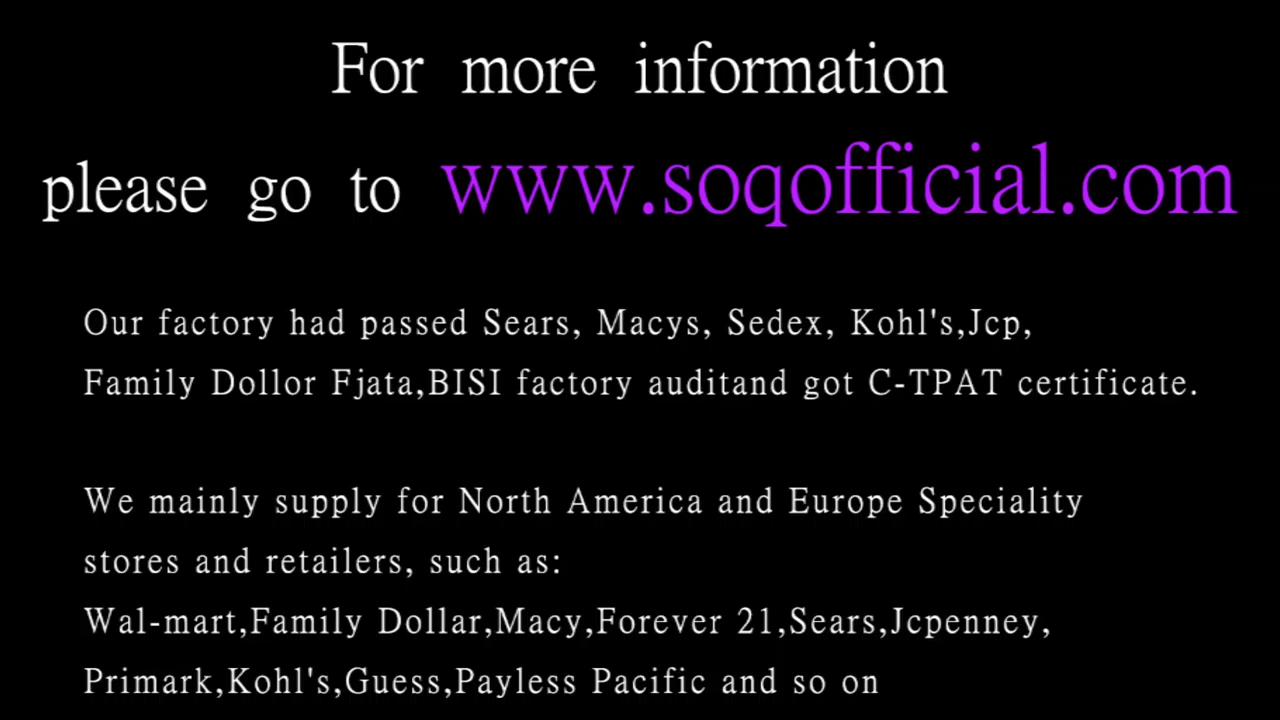 For more information
please go to www.soqofficial.com
Our factory had passed Sears, Macys, Sedex, Kohl's,Jcp,
Family Dollor Fjata,BISI factory auditand got C-TPAT certificate.
We mainly supply for North America and Europe Speciality
stores and retailers, such as:
Wal-mart,Family Dollar,Macy,Forever 21,Sears,Jcpenney,
Primark,Kohl's,Guess,Payless Pacific and so on